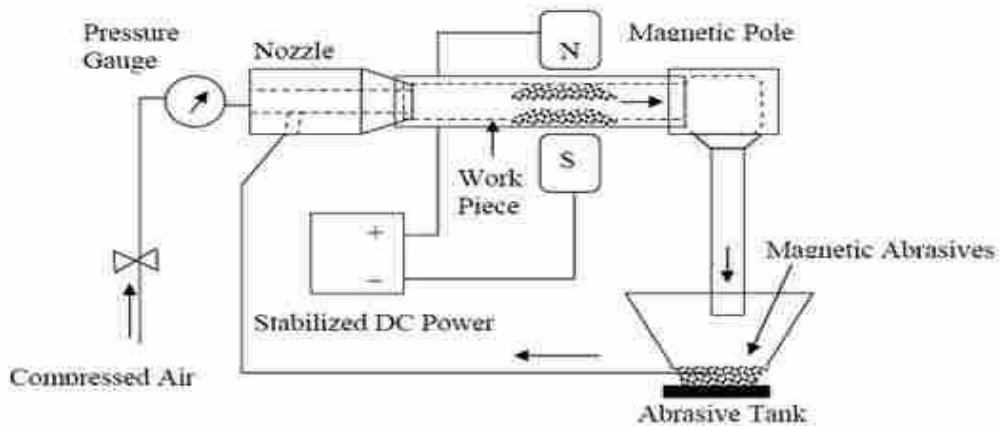 Pressure
Gauge
Nozzle
N
Magnetic Pole
S
Work
Piece
+
−
Stabilized DC Power
Magnetic Abrasives
Compressed Air
Abrasive Tank